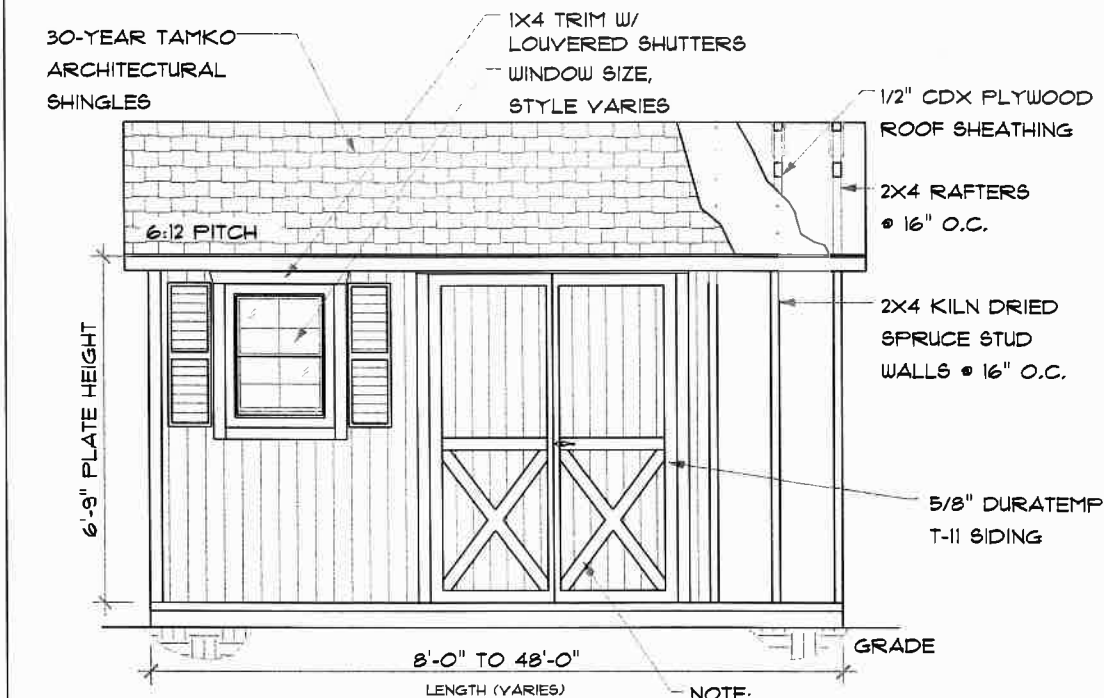 30-YEAR TAMKO
ARCHITECTURAL
SHINGLES
1X4 TRIM W/
LOUVERED SHUTTERS
WINDOW SIZE,
STYLE VARIES
1/2" CDX PLYWOOD
ROOF SHEATHING
2X4 RAFTERS
@ 16" O.C.
6:12 PITCH
2X4 KILN DRIED
SPRUCE STUD
WALLS @ 16" O.C.
6'-9" PLATE HEIGHT
5/8" DURATEMP
T-11 SIDING
GRADE
8'-0" TO 48'-0"
LENGTH (VARIES)
NOTE: